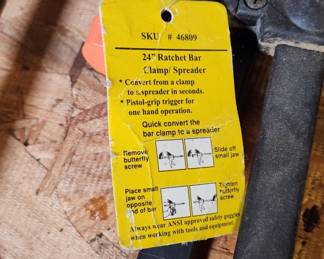 SKU # 46809
24" Ratchet Bar
Clamp/ Spreader
* Convert from a clamp
to a spreader in seconds.
* Pistol-grip trigger for
one hand operation.
Quick convert the
bar clamp to a spreader
Remove
butterfly
screw
Slide off
small jaw
Place small
jaw on
opposite
end of bar
Tighten
butterfly
screw
Always wear ANSI approved safety goggles
when working with tools and equipment.